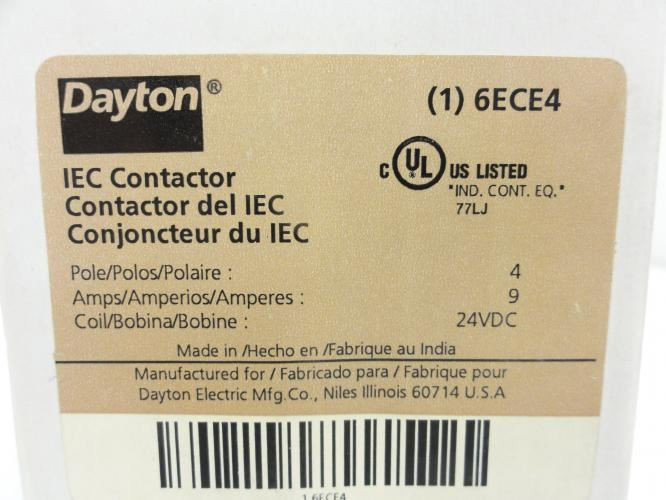 Dayton®
(1) 6ECE4
C UL US LISTED
"IND. CONT. EQ."
77LJ
IEC Contactor
Contactor del IEC
Conjoncteur du IEC
Pole/Polos/Polaire : 4
Amps/Amperios/Amperes : 9
Coil/Bobina/Bobine : 24VDC
Made in /Hecho en /Fabrique au India
Manufactured for / Fabricado para / Fabrique pour
Dayton Electric Mfg.Co., Niles Illinois 60714 U.S.A
1 6ECE4